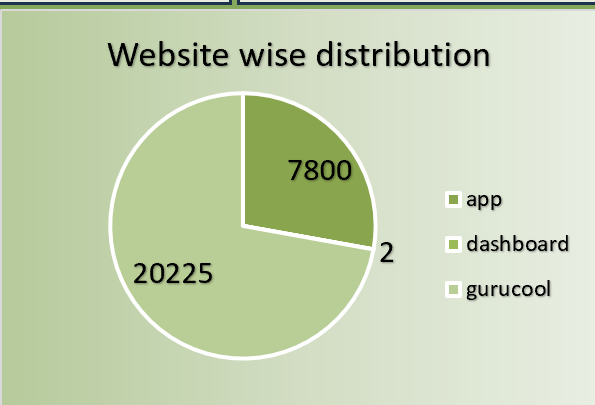 Website wise distribution
7800
2
20225
app
dashboard
gurucool